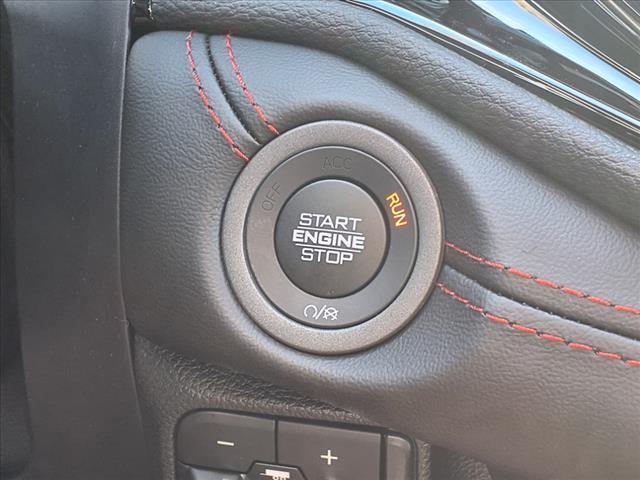 OFF ACC RUN
START
ENGINE
STOP
- +